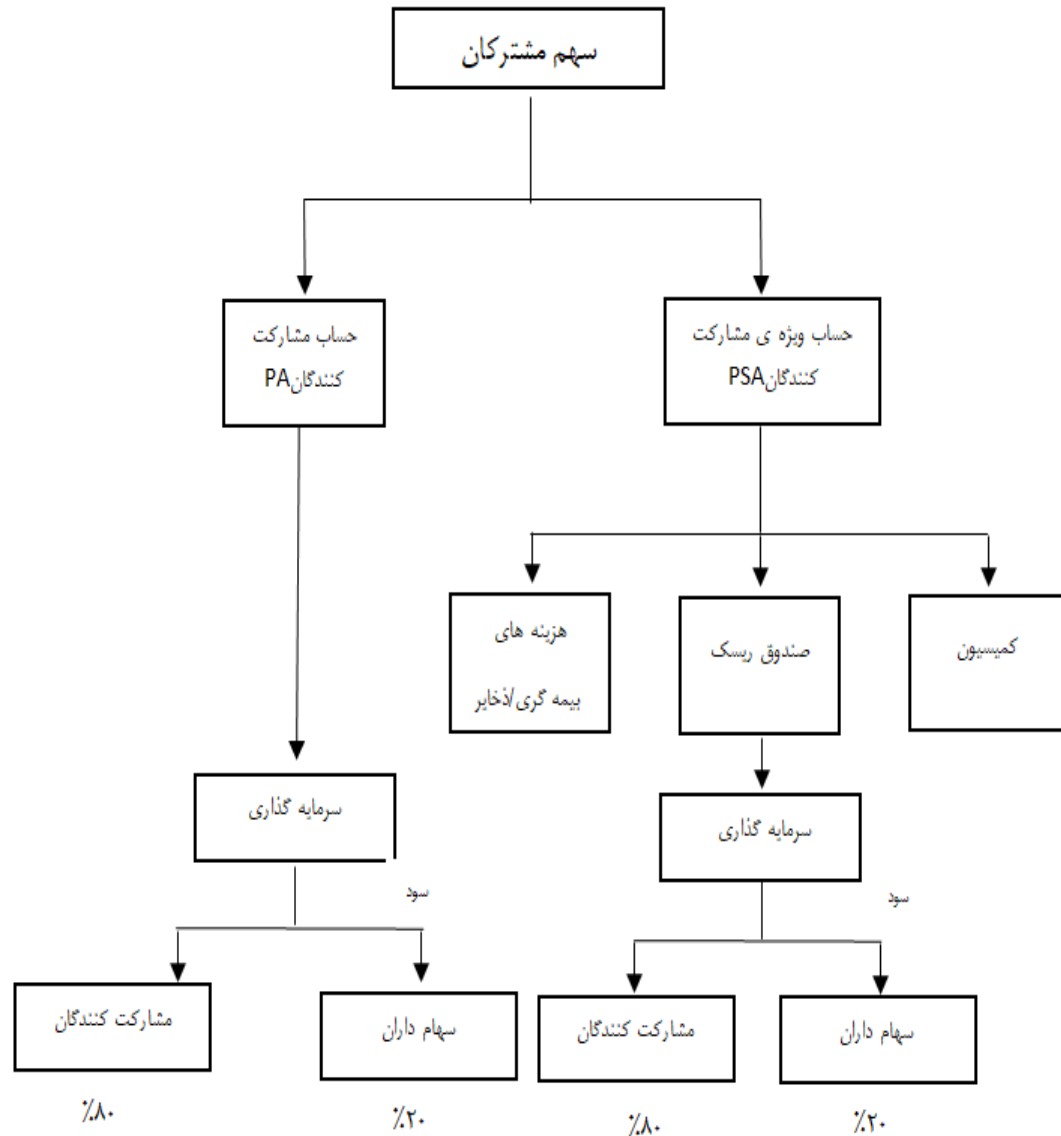 سهم مشترکان
حساب ویژه ی مشارکت
کنندگانPSA
حساب مشارکت
کنندگانPA
کمیسیون
صندوق ریسک
هزینه های
بیمه گری/ذخایر
سرمایه گذاری
سرمایه گذاری
سود
سود
سهام داران
مشارکت کنندگان
سهام داران
مشارکت کنندگان
٪۲۰
٪۸۰
٪۲۰
٪۸۰